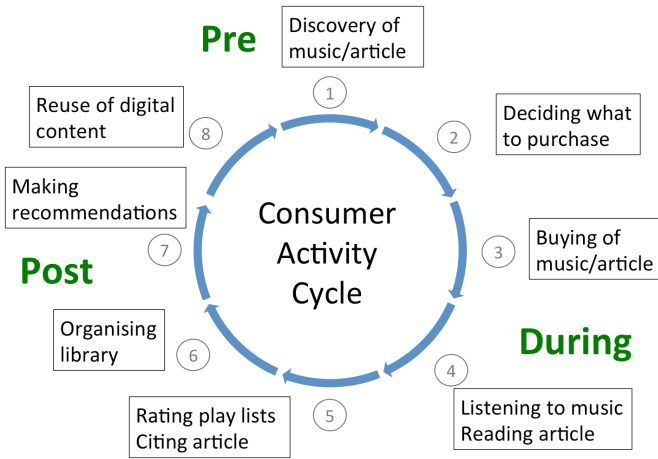 Pre
Discovery of
music/article
1
Deciding what
to purchase
2
Buying of
music/article
3
During
Listening to music
Reading article
4
Rating play lists
Citing article
5
Organising
library
6
Post
Making
recommendations
7
Reuse of digital
content
8
Consumer
Activity
Cycle